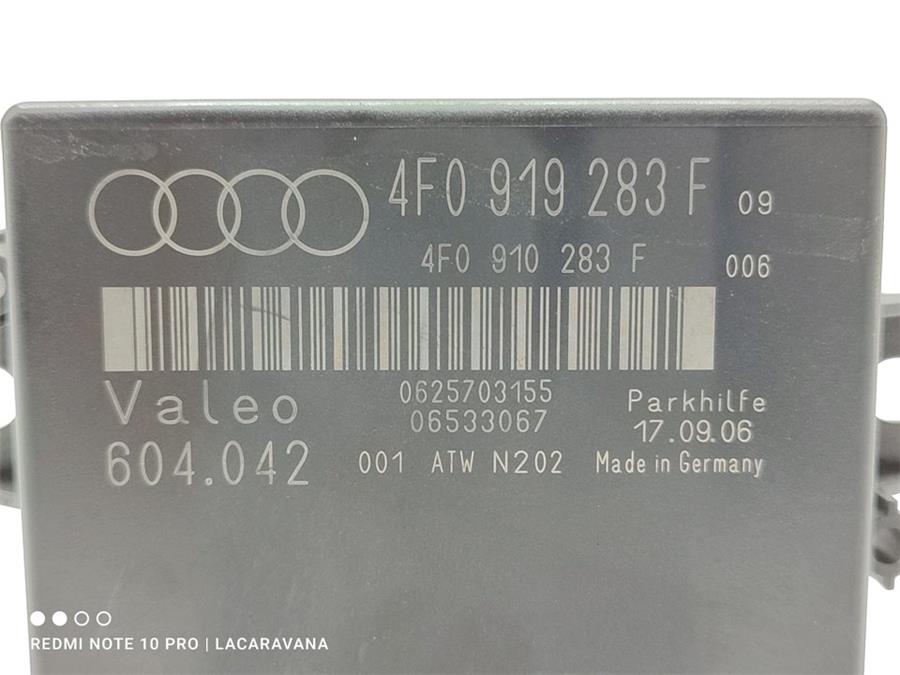 4F0 919 283 F 09
4F0 910 283 F 006
Valeo 0625703155 Parkhilfe
06533067 17.09.06
604.042 001 ATW N202 Made in Germany
REDMI NOTE 10 PRO | LACARAVANA